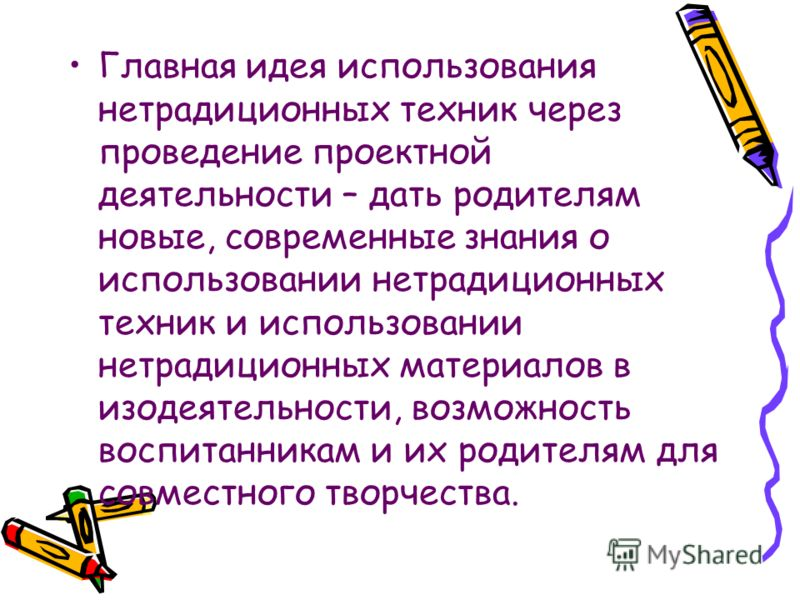 • Главная идея использования
нетрадиционных техник через
проведение проектной
деятельности – дать родителям
новые, современные знания о
использовании нетрадиционных
техник и использовании
нетрадиционных материалов в
изодеятельности, возможность
воспитанникам и их родителям для
совместного творчества.
MyShared